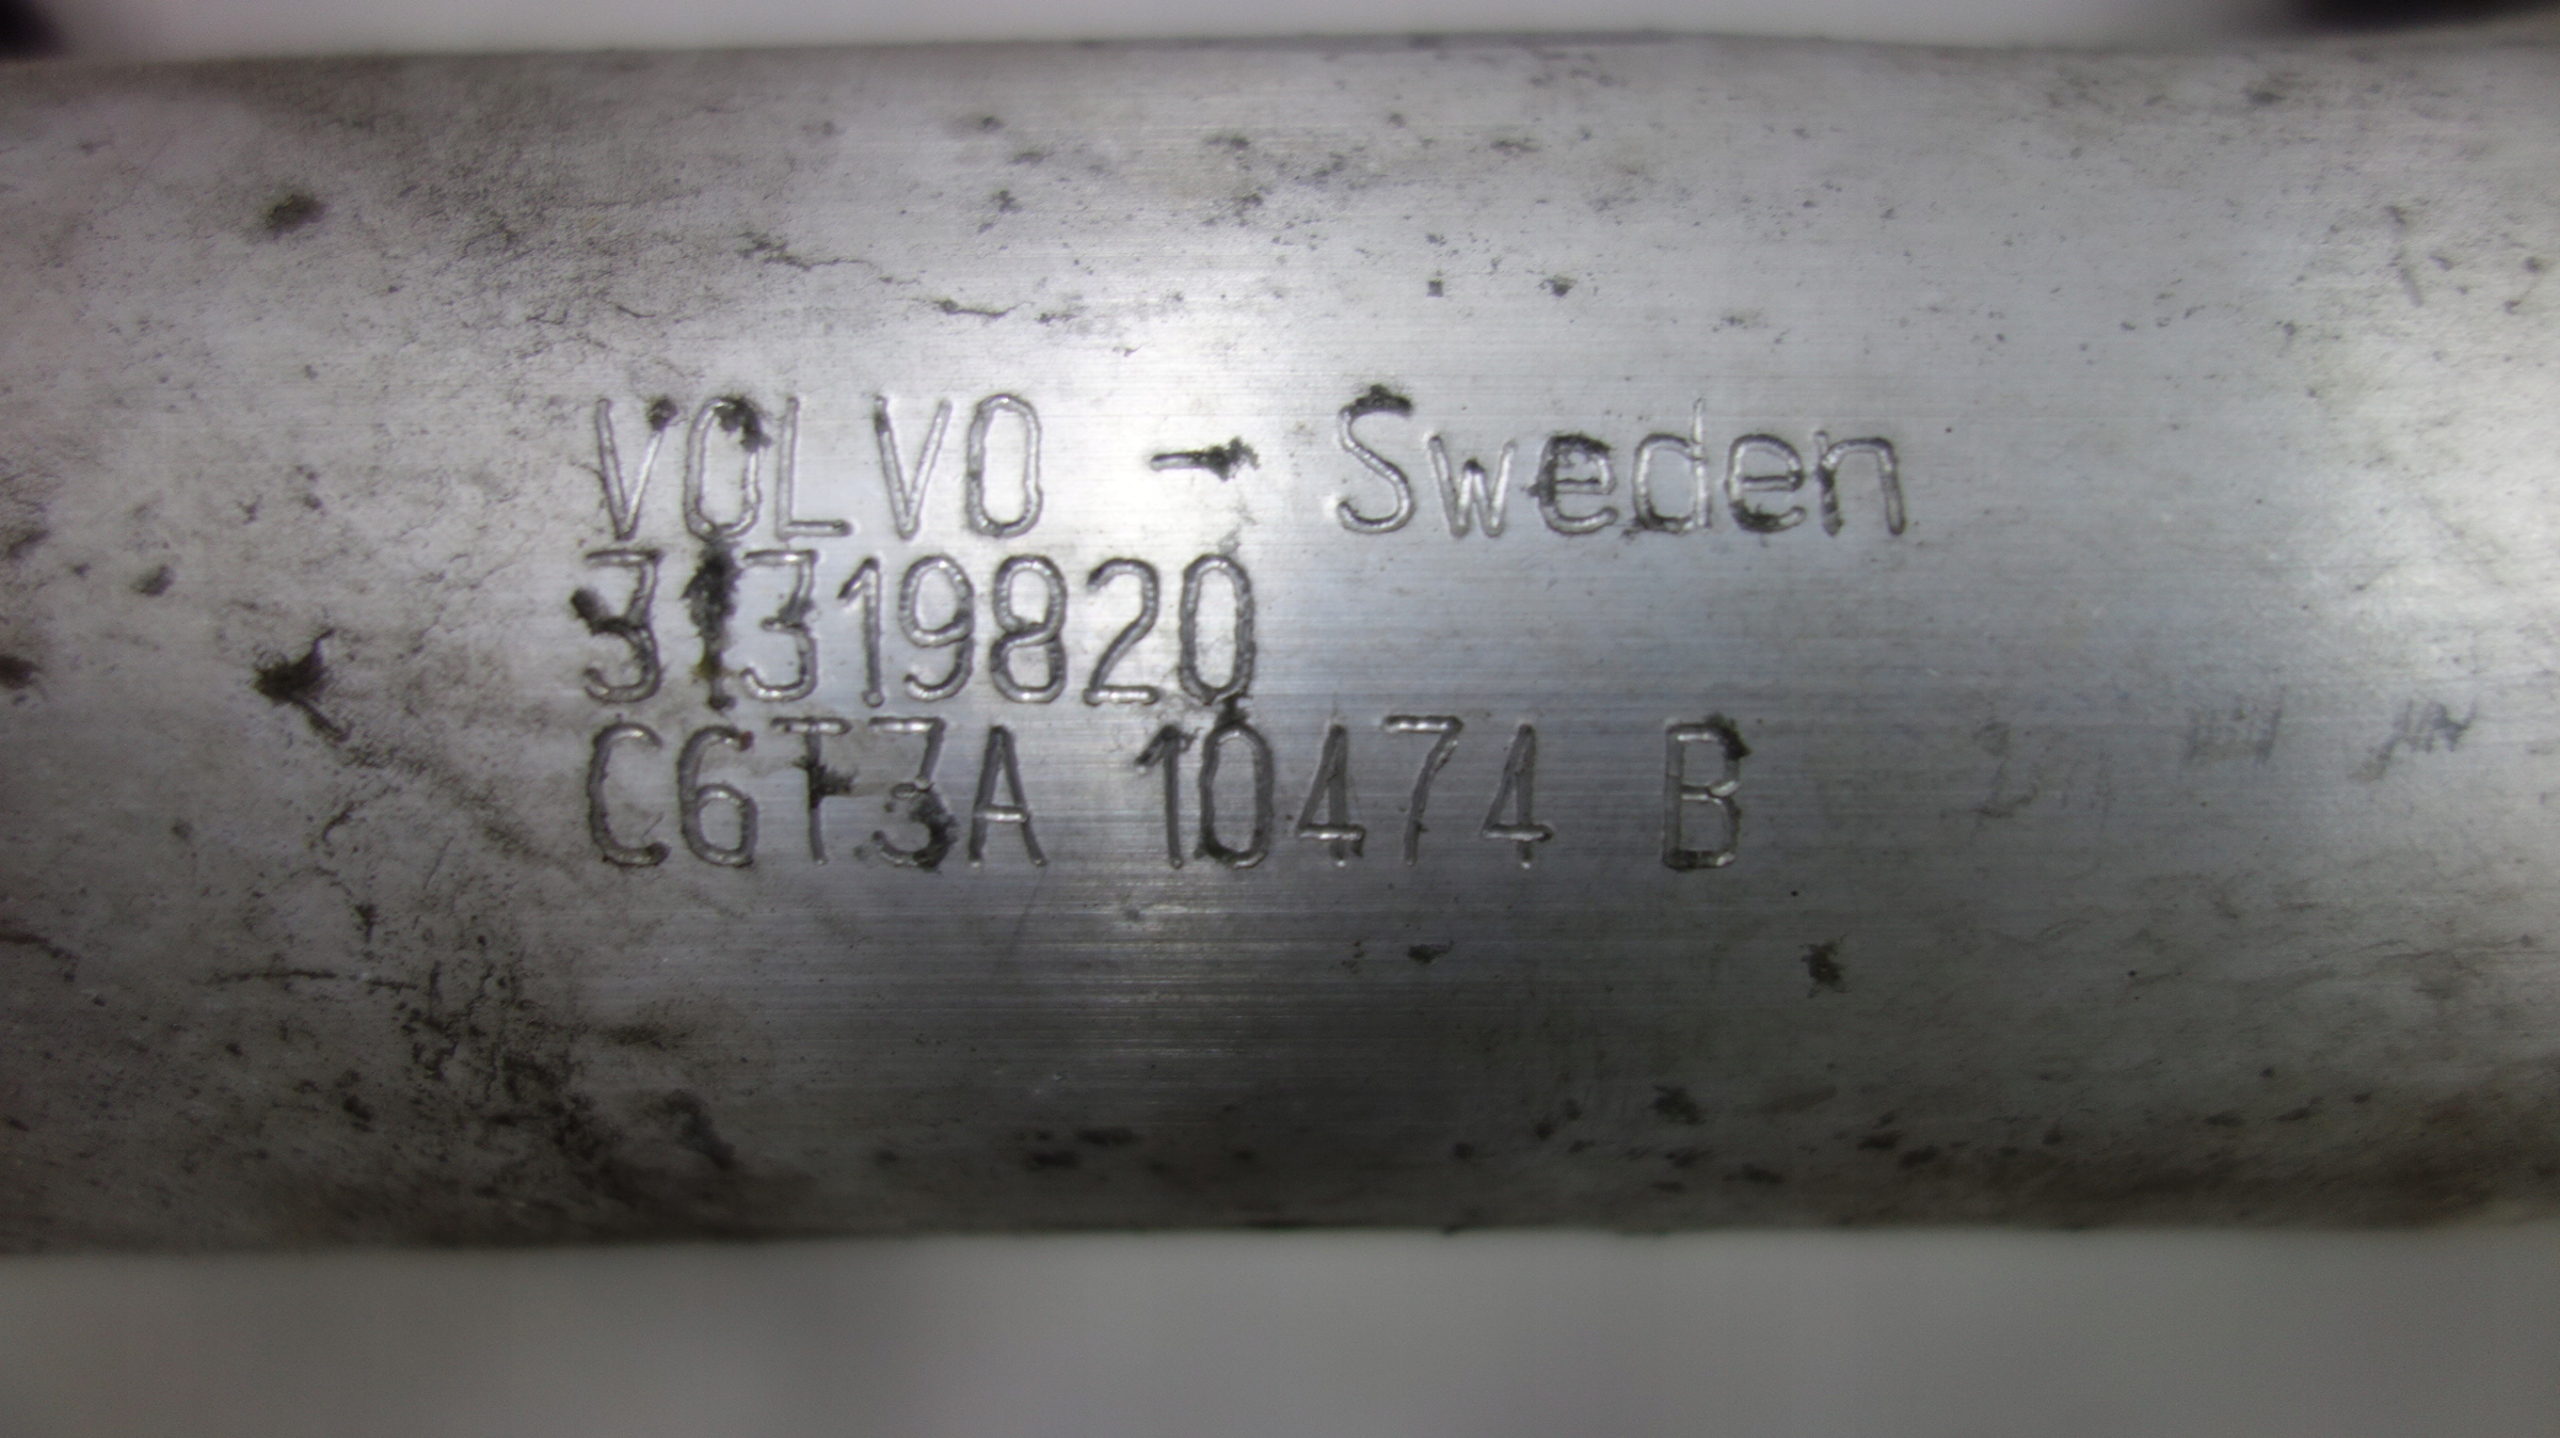 VOLVO - Sweden
31319820
C6T3A 10474 B